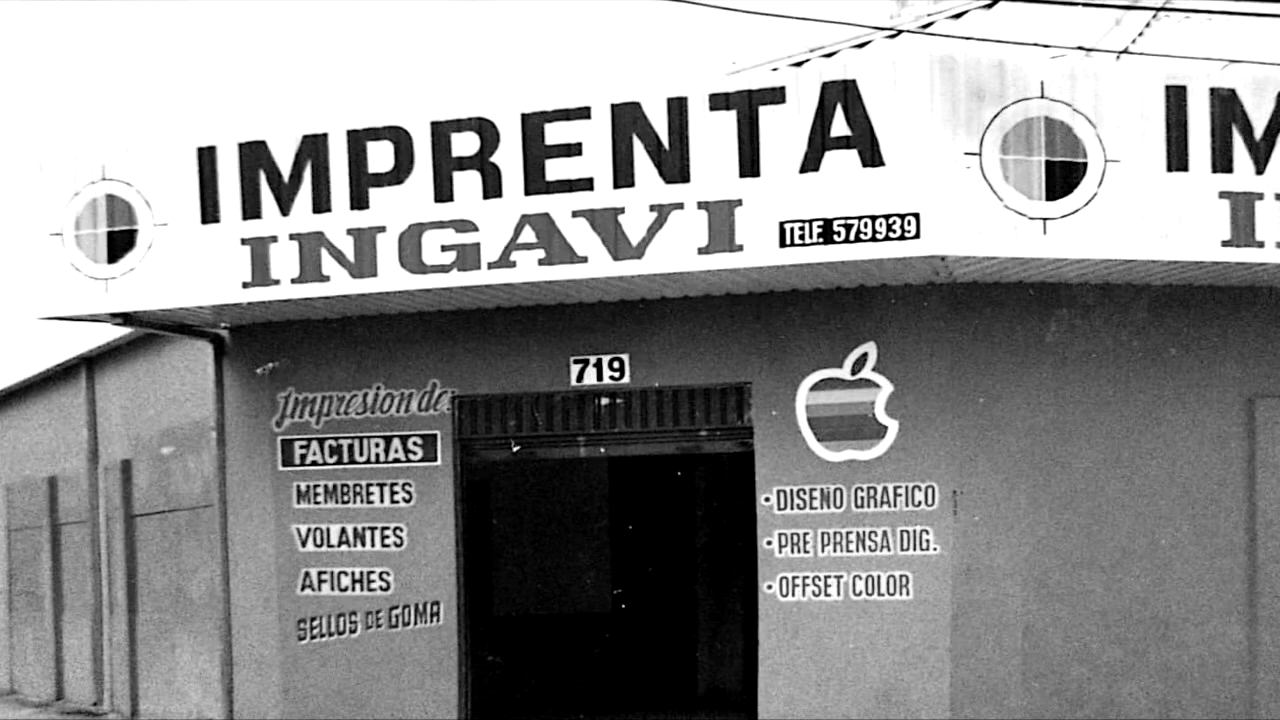 IMPRENTA
INGAVI
TELF. 579939
IM
719
Impresion de:
FACTURAS
MEMBRETES
VOLANTES
AFICHES
SELLOS DE GOMA
•DISEÑO GRAFICO
•PRE PRENSA DIG.
•OFFSET COLOR